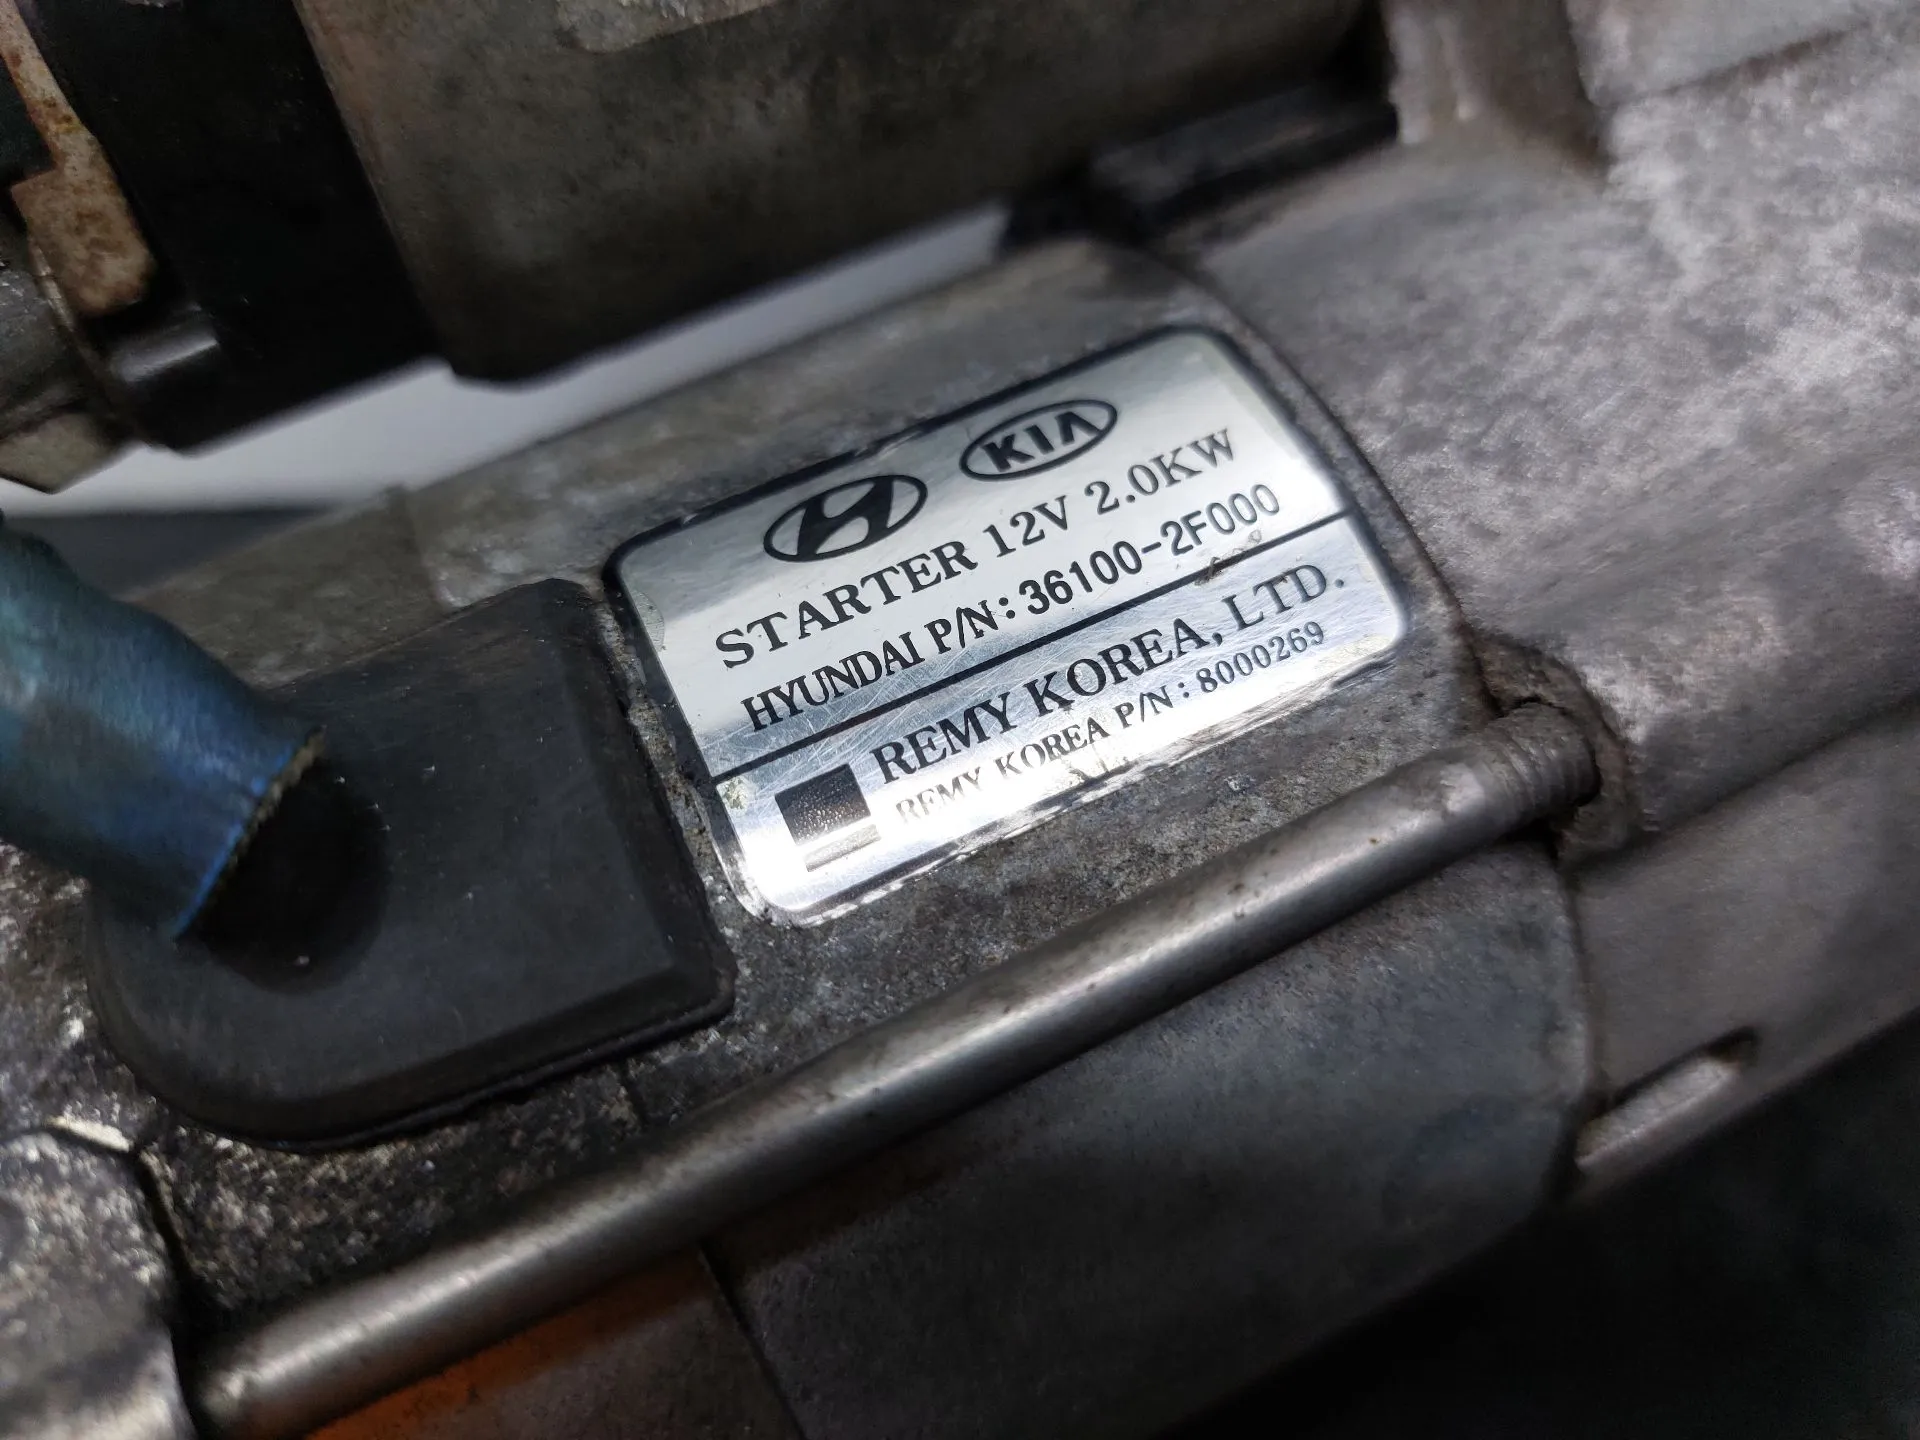 KIA
STARTER 12V 2.0KW
HYUNDAI P/N: 36100-2F000
REMY KOREA, LTD.
REMY KOREA P/N: 8000269